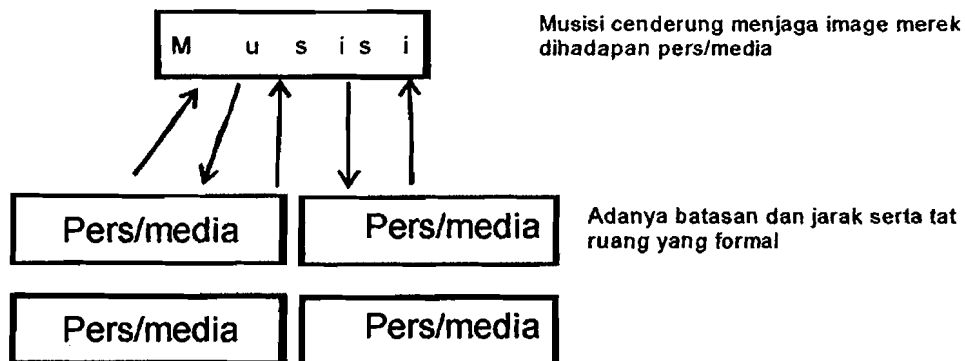 M u s i s i
Musisi cenderung menjaga image merek
dihadapan pers/media
Pers/media
Pers/media
Adanya batasan dan jarak serta tat
ruang yang formal
Pers/media
Pers/media